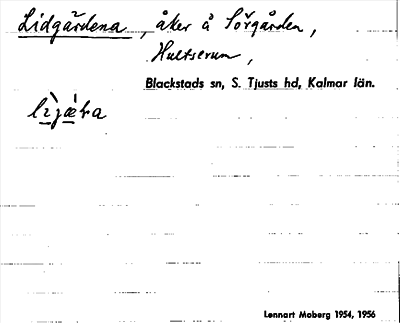 Lidgärdena, åker å Sörgården,
Hultserum,
Blackstads sn, S. Tjusts hd, Kalmar län.
Lennart Moberg 1954, 1956